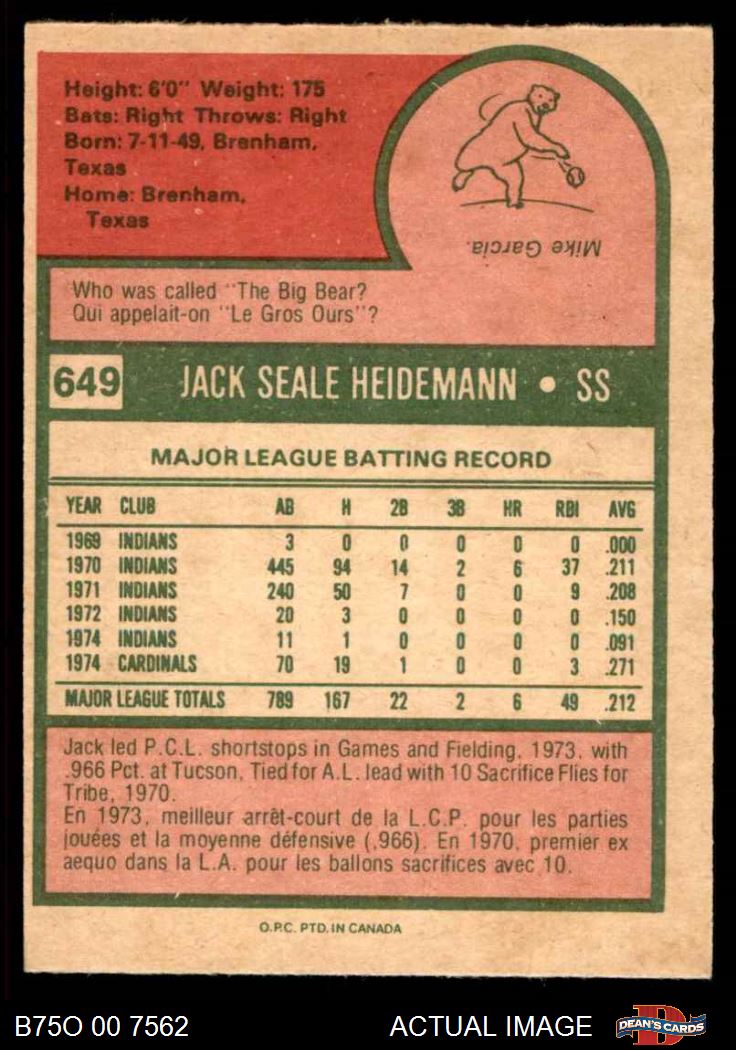 Height: 6'0" Weight: 175
Bats: Right Throws: Right
Born: 7-11-49, Brenham,
Texas
Home: Brenham,
Texas
Mike Garcia.
Who was called "The Big Bear?
Qui appelait-on "Le Gros Ours"?
649 JACK SEALE HEIDEMANN • SS
MAJOR LEAGUE BATTING RECORD
YEAR CLUB AB H 2B 3B HR RBI AVG
1969 INDIANS 3 0 0 0 0 0 .000
1970 INDIANS 445 94 14 2 6 37 .211
1971 INDIANS 240 50 7 0 0 9 .208
1972 INDIANS 20 3 0 0 0 0 .150
1974 INDIANS 11 1 0 0 0 0 .091
1974 CARDINALS 70 19 1 0 0 3 .271
MAJOR LEAGUE TOTALS 789 167 22 2 6 49 .212
Jack led P.C.L. shortstops in Games and Fielding, 1973, with
.966 Pct. at Tucson, Tied for A.L. lead with 10 Sacrifice Flies for
Tribe, 1970.
En 1973, meilleur arrêt-court de la L.C.P. pour les parties
jouées et la moyenne défensive (,966). En 1970, premier ex
aequo dans la L.A. pour les ballons sacrifices avec 10.
O.P.C. PTD. IN CANADA
B75O 00 7562 ACTUAL IMAGE
D
DEAN'S CARDS